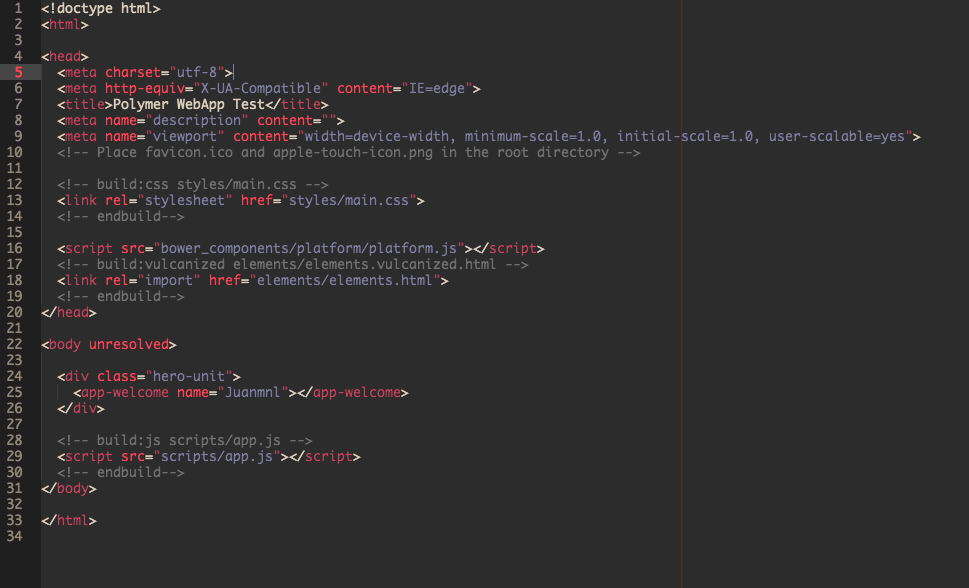 1 <!doctype html>
2 <html>
3
4 <head>
5 <meta charset="utf-8">
6 <meta http-equiv="X-UA-Compatible" content="IE=edge">
7 <title>Polymer WebApp Test</title>
8 <meta name="description" content="">
9 <meta name="viewport" content="width=device-width, minimum-scale=1.0, initial-scale=1.0, user-scalable=yes">
10 <!-- Place favicon.ico and apple-touch-icon.png in the root directory -->
11
12 <!-- build:css styles/main.css -->
13 <link rel="stylesheet" href="styles/main.css">
14 <!-- endbuild-->
15
16 <script src="bower_components/platform/platform.js"></script>
17 <!-- build:vulcanized elements/elements.vulcanized.html -->
18 <link rel="import" href="elements/elements.html">
19 <!-- endbuild-->
20 </head>
21
22 <body unresolved>
23
24 <div class="hero-unit">
25 <app-welcome name="Juanmnl"></app-welcome>
26 </div>
27
28 <!-- build:js scripts/app.js -->
29 <script src="scripts/app.js"></script>
30 <!-- endbuild-->
31 </body>
32
33 </html>
34